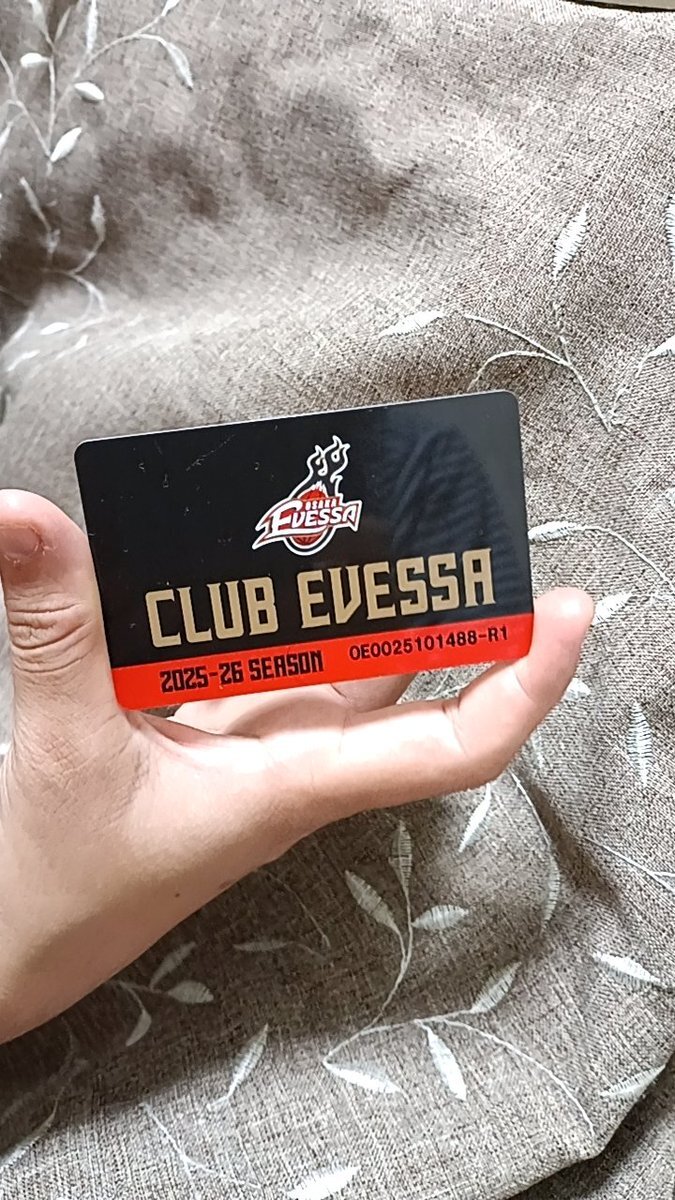 OSAKA
EVESSA
CLUB EVESSA
2025-26 SEASON OE0025101488-R1